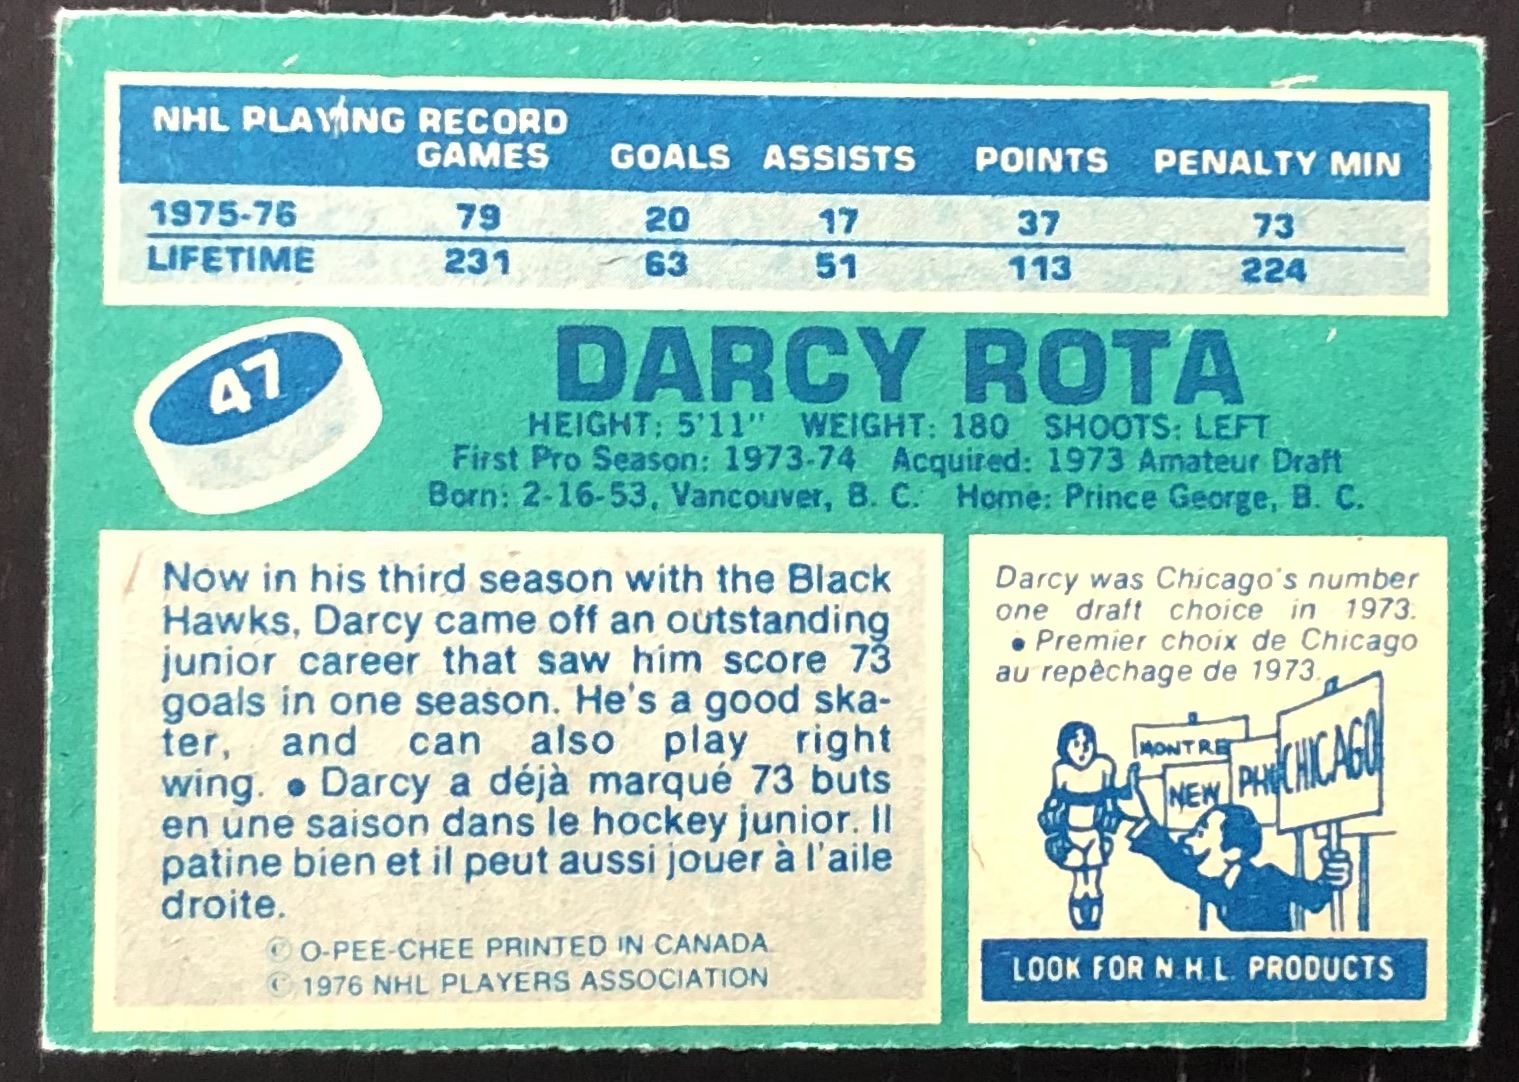 NHL PLAYING RECORD
GAMES GOALS ASSISTS POINTS PENALTY MIN
1975-76 79 20 17 37 73
LIFETIME 231 63 51 113 224
47
DARCY ROTA
HEIGHT: 5'11" WEIGHT: 180 SHOOTS: LEFT
First Pro Season: 1973-74 Acquired: 1973 Amateur Draft
Born: 2-16-53, Vancouver, B. C. Home: Prince George, B. C.
Now in his third season with the Black
Hawks, Darcy came off an outstanding
junior career that saw him score 73
goals in one season. He's a good ska-
ter, and can also play right
wing. • Darcy a déjà marqué 73 buts
en une saison dans le hockey junior. Il
patine bien et il peut aussi jouer à l'aile
droite.
© O-PEE-CHEE PRINTED IN CANADA
© 1976 NHL PLAYERS ASSOCIATION
Darcy was Chicago's number
one draft choice in 1973.
• Premier choix de Chicago
au repêchage de 1973.
MONTRE
NEW
PHI
CHICAGO
LOOK FOR N.H.L. PRODUCTS